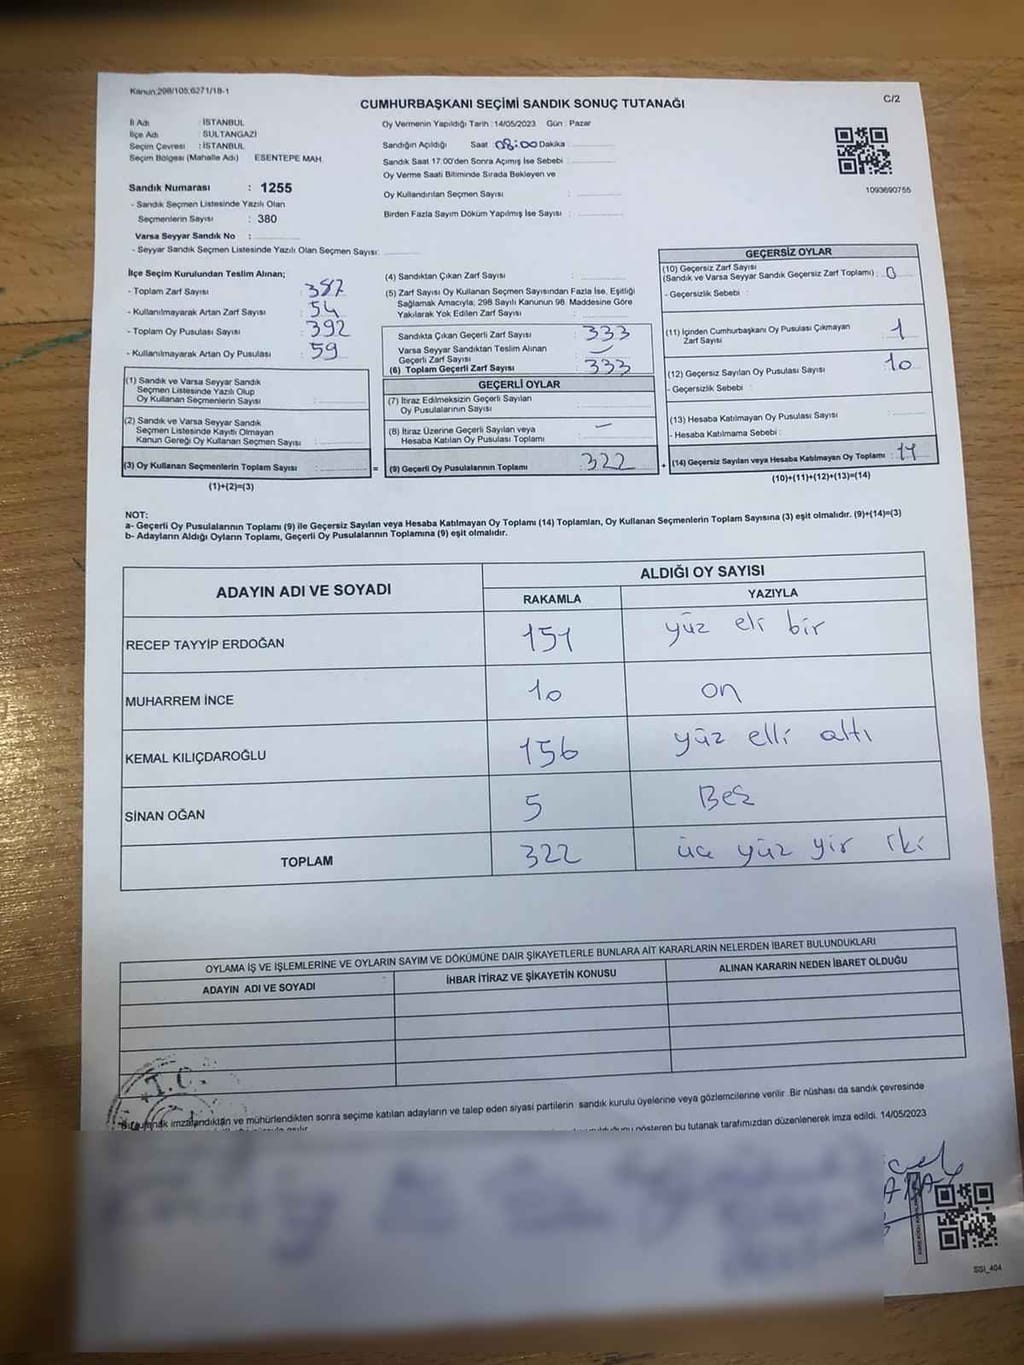 Kanun;298/105,6271/18-1
CUMHURBAŞKANI SEÇİMİ SANDIK SONUÇ TUTANAĞI
C/2
İl Adı : İSTANBUL
İlçe Adı : SULTANGAZİ
Seçim Çevresi : İSTANBUL
Seçim Bölgesi (Mahalle Adı) ESENTEPE MAH.
Sandık Numarası : 1255
- Sandık Seçmen Listesinde Yazılı Olan
Seçmenlerin Sayısı : 380
Varsa Seyyar Sandık No :
- Seyyar Sandık Seçmen Listesinde Yazılı Olan Seçmen Sayısı
Oy Vermenin Yapıldığı Tarih :14/05/2023 Gün : Pazar
Sandığın Açıldığı Saat 08:00 Dakika
Sandık Saat 17:00'den Sonra Açımış İse Sebebi :
Oy Verme Saati Bitiminde Sırada Bekleyen ve
Oy Kullandırılan Seçmen Sayısı :
Birden Fazla Sayım Döküm Yapılmış İse Sayısı :
1093690755
İlçe Seçim Kurulundan Teslim Alınan;
- Toplam Zarf Sayısı : 387
- Kullanılmayarak Artan Zarf Sayısı : 54
- Toplam Oy Pusulası Sayısı : 392
- Kullanılmayarak Artan Oy Pusulası : 59
(1) Sandık ve Varsa Seyyar Sandık
Seçmen Listesinde Yazılı Olup
Oy Kullanan Seçmenlerin Sayısı :
(2) Sandık ve Varsa Seyyar Sandık
Seçmen Listesinde Kayıtlı Olmayan
Kanun Gereği Oy Kullanan Seçmen Sayısı :
(3) Oy Kullanan Seçmenlerin Toplam Sayısı :
(1)+(2)=(3)
(4) Sandıktan Çıkan Zarf Sayısı :
(5) Zarf Sayısı Oy Kullanan Seçmen Sayısından Fazla İse, Eşitliği
Sağlamak Amacıyla; 298 Sayılı Kanunun 98. Maddesine Göre
Yakılarak Yok Edilen Zarf Sayısı :
Sandıkta Çıkan Geçerli Zarf Sayısı : 333
Varsa Seyyar Sandıktan Teslim Alınan
Geçerli Zarf Sayısı : –
(6) Toplam Geçerli Zarf Sayısı : 333
GEÇERLİ OYLAR
(7) İtiraz Edilmeksizin Geçerli Sayılan
Oy Pusulalarının Sayısı :
(8) İtiraz Üzerine Geçerli Sayılan veya
Hesaba Katılan Oy Pusulası Toplamı : –
= (9) Geçerli Oy Pusulalarının Toplamı : 322
GEÇERSİZ OYLAR
(10) Geçersiz Zarf Sayısı
(Sandık ve Varsa Seyyar Sandık Geçersiz Zarf Toplamı) : 0
- Geçersizlik Sebebi :
(11) İçinden Cumhurbaşkanı Oy Pusulası Çıkmayan
Zarf Sayısı : 1
(12) Geçersiz Sayılan Oy Pusulası Sayısı : 10
- Geçersizlik Sebebi :
(13) Hesaba Katılmayan Oy Pusulası Sayısı :
- Hesaba Katılmama Sebebi :
+ (14) Geçersiz Sayılan veya Hesaba Katılmayan Oy Toplamı : 11
(10)+(11)+(12)+(13)=(14)
NOT:
a- Geçerli Oy Pusulalarının Toplamı (9) ile Geçersiz Sayılan veya Hesaba Katılmayan Oy Toplamı (14) Toplamları, Oy Kullanan Seçmenlerin Toplam Sayısına (3) eşit olmalıdır. (9)+(14)=(3)
b- Adayların Aldığı Oyların Toplamı, Geçerli Oy Pusulalarının Toplamına (9) eşit olmalıdır.
ADAYIN ADI VE SOYADI
ALDIĞI OY SAYISI
RAKAMLA YAZIYLA
RECEP TAYYİP ERDOĞAN 151 yüz eli bir
MUHARREM İNCE 10 on
KEMAL KILIÇDAROĞLU 156 yüz elli altı
SİNAN OĞAN 5 Beş
TOPLAM 322 üç yüz yir iki
OYLAMA İŞ VE İŞLEMLERİNE VE OYLARIN SAYIM VE DÖKÜMÜNE DAİR ŞİKAYETLERLE BUNLARA AİT KARARLARIN NELERDEN İBARET BULUNDUKLARI
ADAYIN ADI VE SOYADI İHBAR İTİRAZ VE ŞİKAYETİN KONUSU ALINAN KARARIN NEDEN İBARET OLDUĞU
T.C.
imzalandıktan ve mühürlendikten sonra seçime katılan adayların ve talep eden siyasi partilerin sandık kurulu üyelerine veya gözlemcilerine verilir. Bir nüshası da sandık çevresinde
gösteren bu tutanak tarafımızdan düzenlenerek imza edildi. 14/05/2023
SSI_404